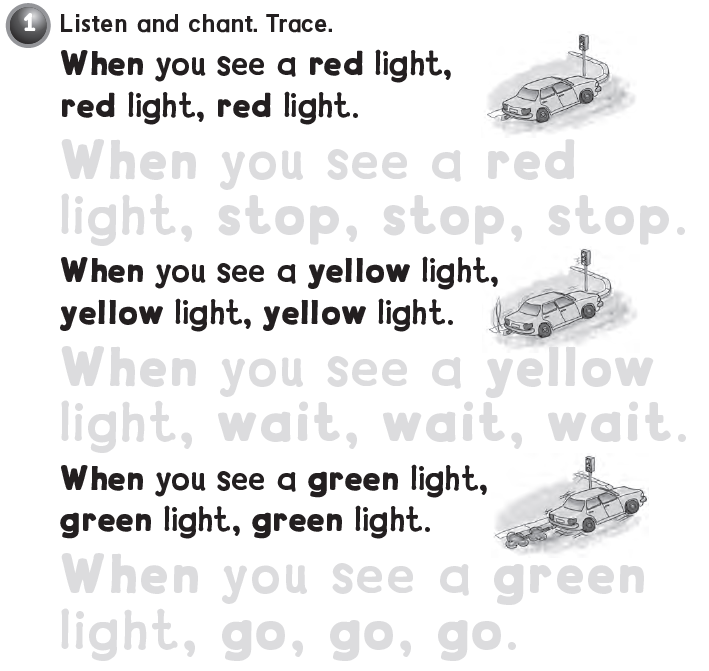 1 Listen and chant. Trace.
When you see a red light,
red light, red light.
When you see a red
light, stop, stop, stop.
When you see a yellow light,
yellow light, yellow light.
When you see a yellow
light, wait, wait, wait.
When you see a green light,
green light, green light.
When you see a green
light, go, go, go.